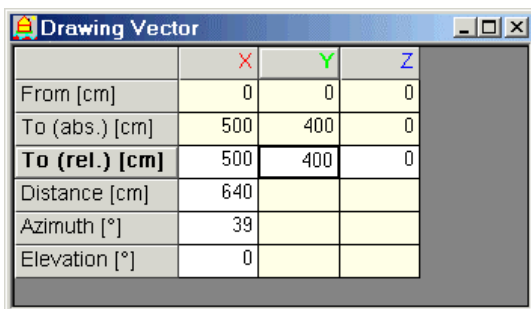 Drawing Vector
X Y Z
From [cm] 0 0 0
To (abs.) [cm] 500 400 0
To (rel.) [cm] 500 400 0
Distance [cm] 640
Azimuth [°] 39
Elevation [°] 0